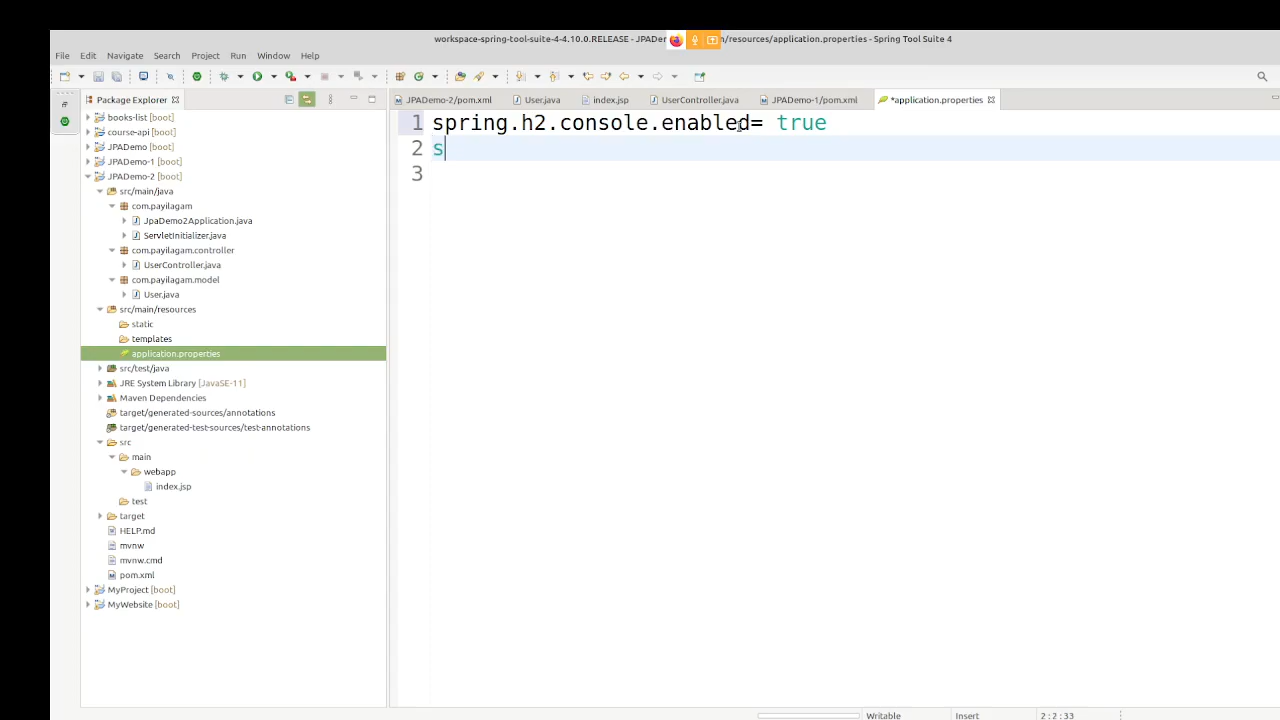 workspace-spring-tool-suite-4-4.10.0.RELEASE - JPADem
n/resources/application.properties - Spring Tool Suite 4
File Edit Navigate Search Project Run Window Help
Package Explorer
JPADemo-2/pom.xml User.java index.jsp UserController.java JPADemo-1/pom.xml *application.properties
books-list [boot]
course-api [boot]
JPADemo [boot]
JPADemo-1 [boot]
JPADemo-2 [boot]
src/main/java
com.payilagam
JpaDemo2Application.java
ServletInitializer.java
com.payilagam.controller
UserController.java
com.payilagam.model
User.java
src/main/resources
static
templates
application.properties
src/test/java
JRE System Library [JavaSE-11]
Maven Dependencies
target/generated-sources/annotations
target/generated-test-sources/test-annotations
src
main
webapp
index.jsp
test
target
HELP.md
mvnw
mvnw.cmd
pom.xml
MyProject [boot]
MyWebsite [boot]
1 spring.h2.console.enabled= true
2 s
3
Writable Insert 2 : 2 : 33